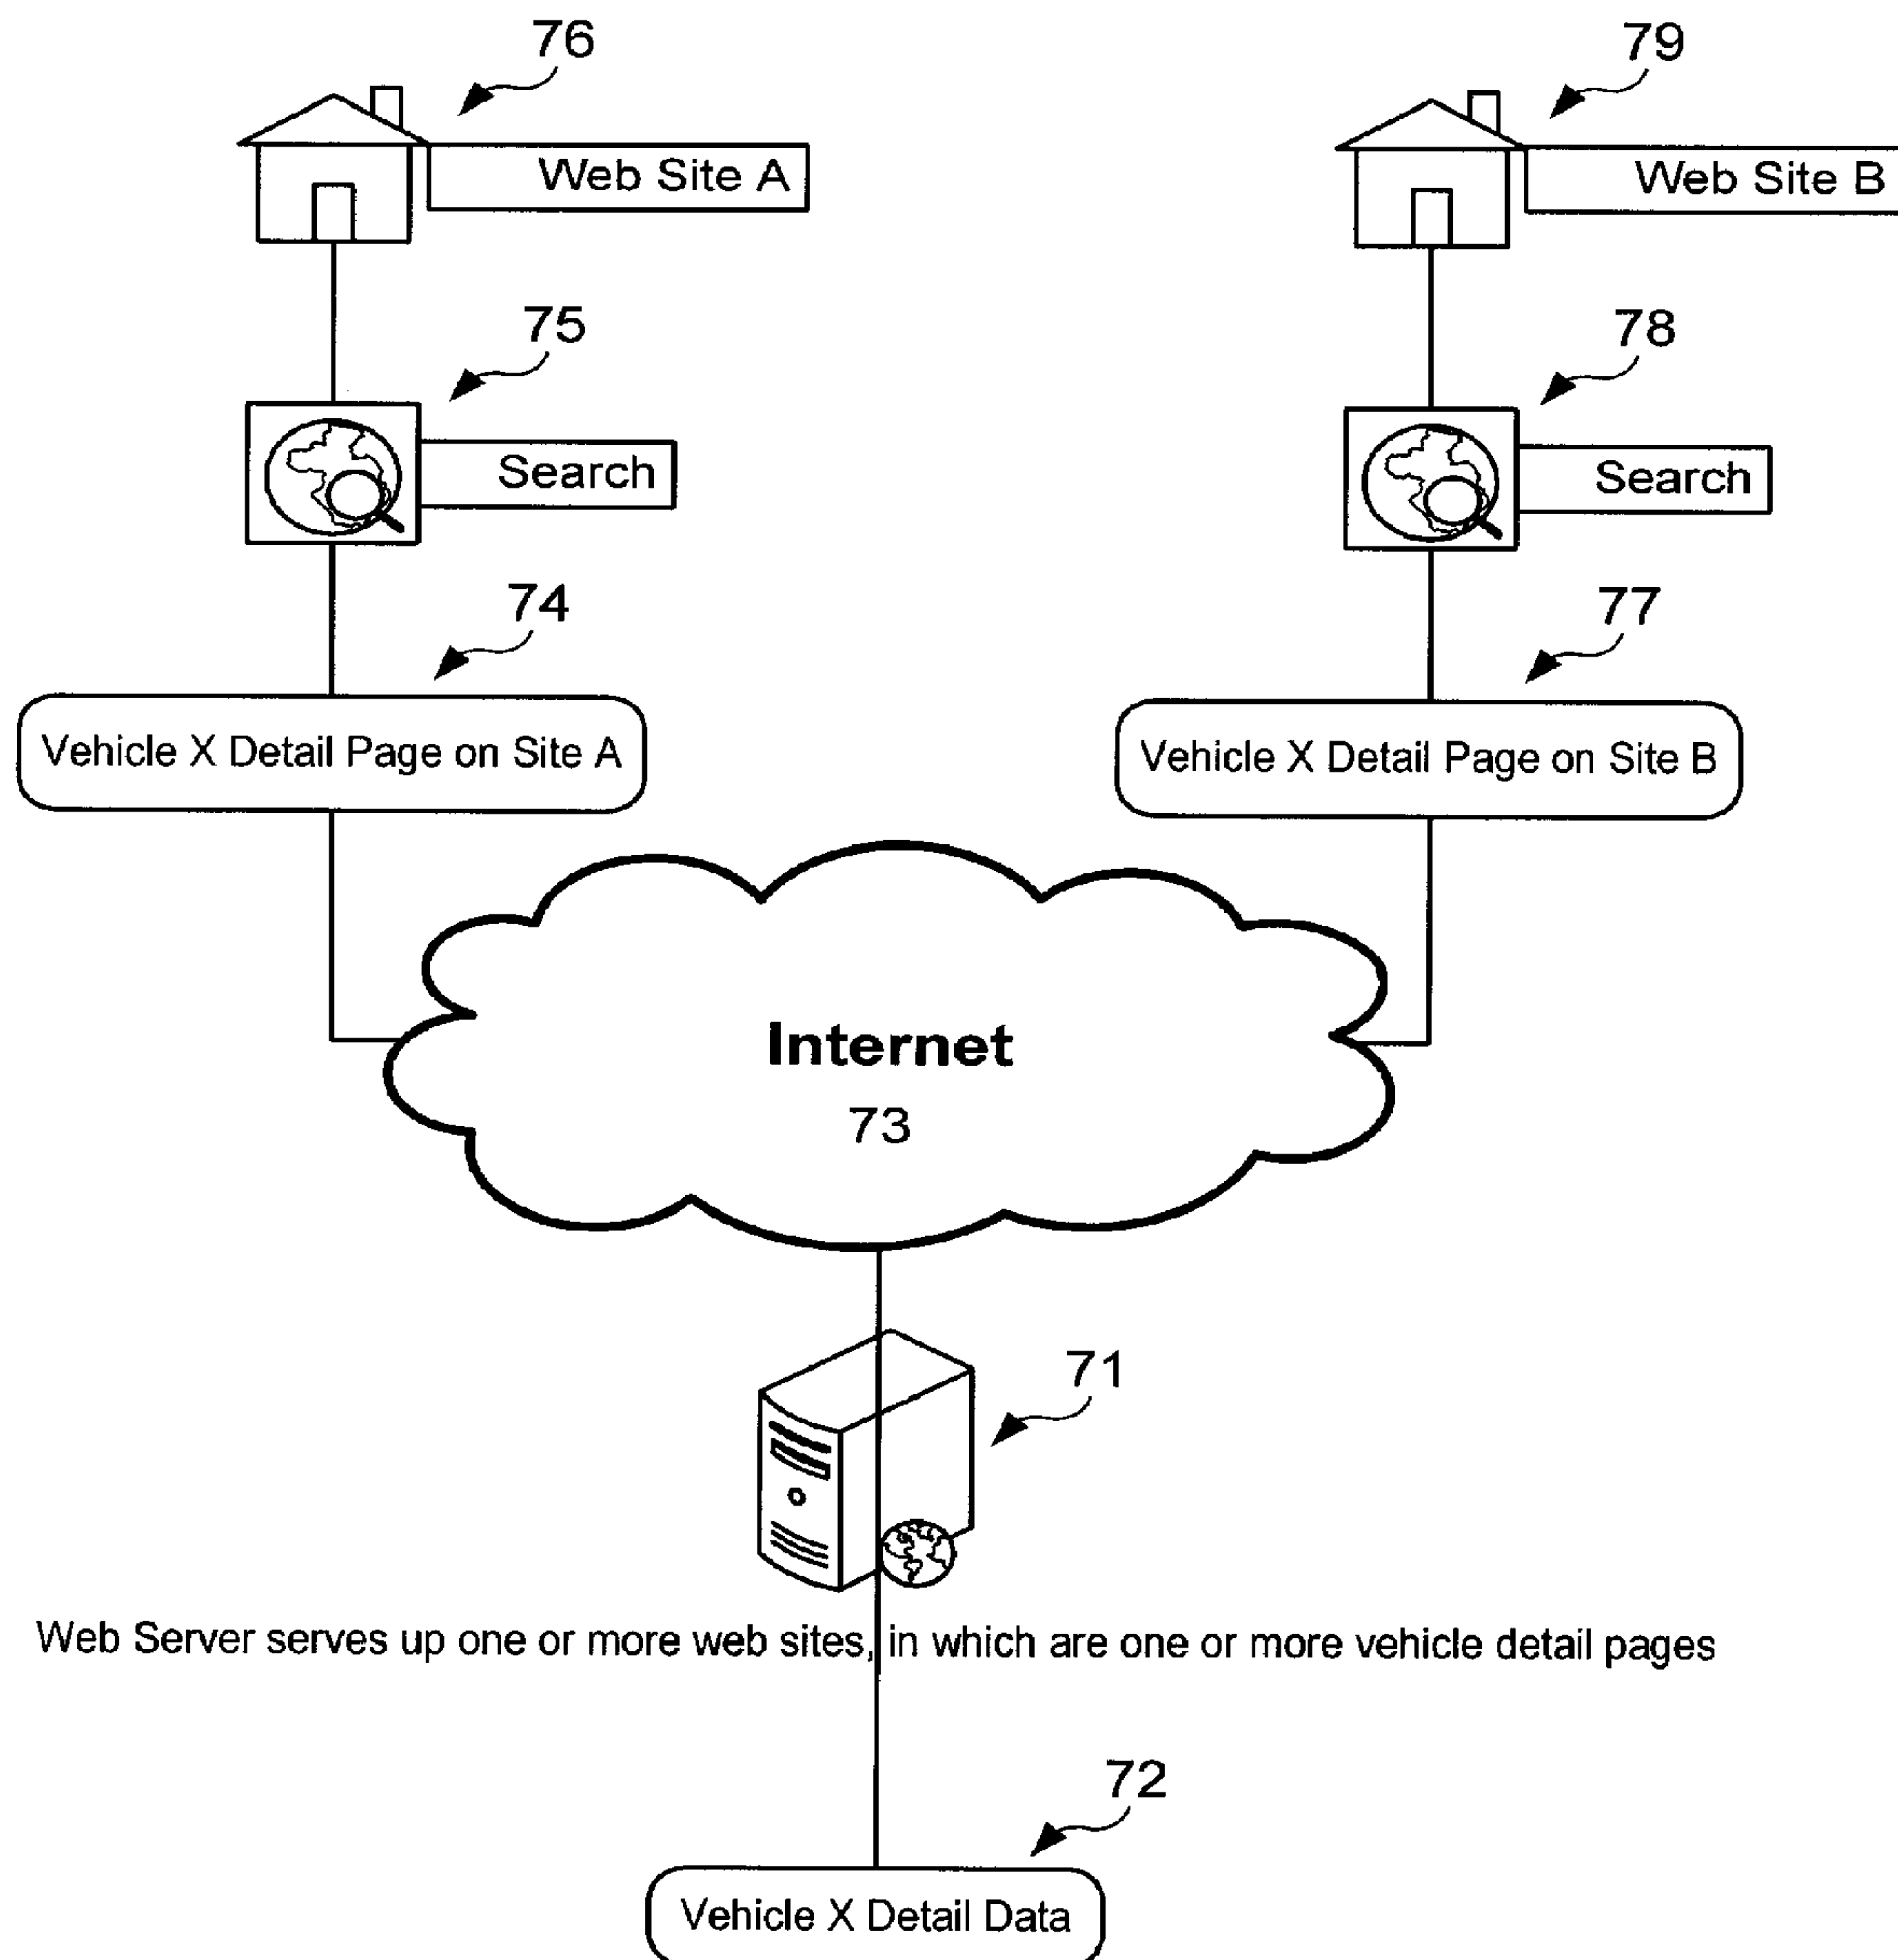 76
79
Web Site A
Web Site B
75
78
Search
Search
74
77
Vehicle X Detail Page on Site A
Vehicle X Detail Page on Site B
Internet
73
71
Web Server serves up one or more web sites, in which are one or more vehicle detail pages
72
Vehicle X Detail Data